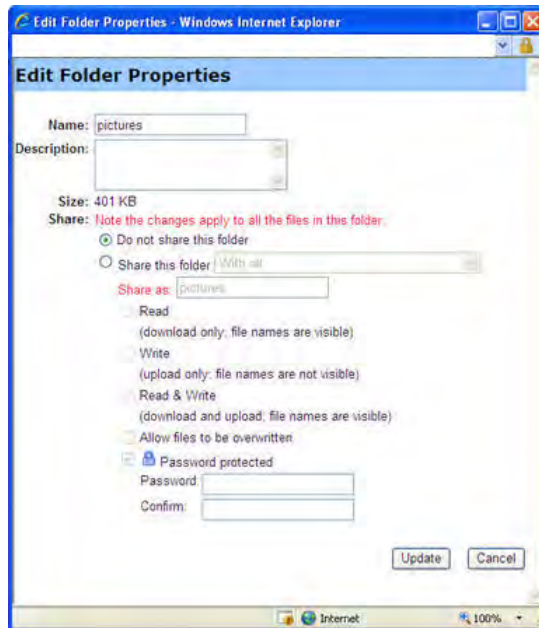 Edit Folder Properties - Windows Internet Explorer
Edit Folder Properties
Name: pictures
Description:
Size: 401 KB
Share: Note the changes apply to all the files in this folder.
Do not share this folder
Share this folder With all
Share as: pictures
Read
(download only; file names are visible)
Write
(upload only; file names are not visible)
Read & Write
(download and upload; file names are visible)
Allow files to be overwritten
Password protected
Password:
Confirm:
Update Cancel
Internet 100%